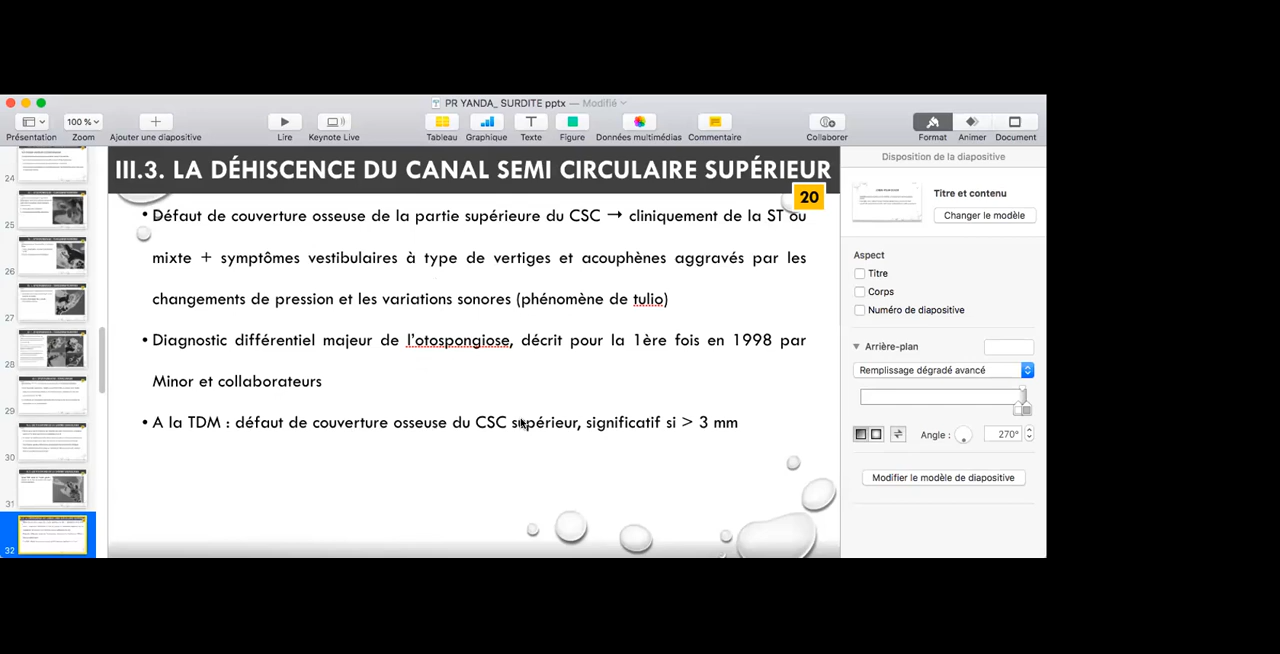 PR YANDA_ SURDITE pptx — Modifié
100 %
Présentation
Zoom
Ajouter une diapositive
Lire
Keynote Live
Tableau
Graphique
Texte
Figure
Données multimédias
Commentaire
Collaborer
Format
Animer
Document
24
25
26
27
28
29
30
31
32
III.3. LA DÉHISCENCE DU CANAL SEMI CIRCULAIRE SUPÉRIEUR
20
• Défaut de couverture osseuse de la partie supérieure du CSC → cliniquement de la ST ou
mixte + symptômes vestibulaires à type de vertiges et acouphènes aggravés par les
changements de pression et les variations sonores (phénomène de tulio)
• Diagnostic différentiel majeur de l'otospongiose, décrit pour la 1ère fois en 1998 par
Minor et collaborateurs
• A la TDM : défaut de couverture osseuse du CSC supérieur, significatif si > 3 mm
Disposition de la diapositive
Titre et contenu
Changer le modèle
Aspect
Titre
Corps
Numéro de diapositive
Arrière-plan
Remplissage dégradé avancé
Angle :
270°
Modifier le modèle de diapositive